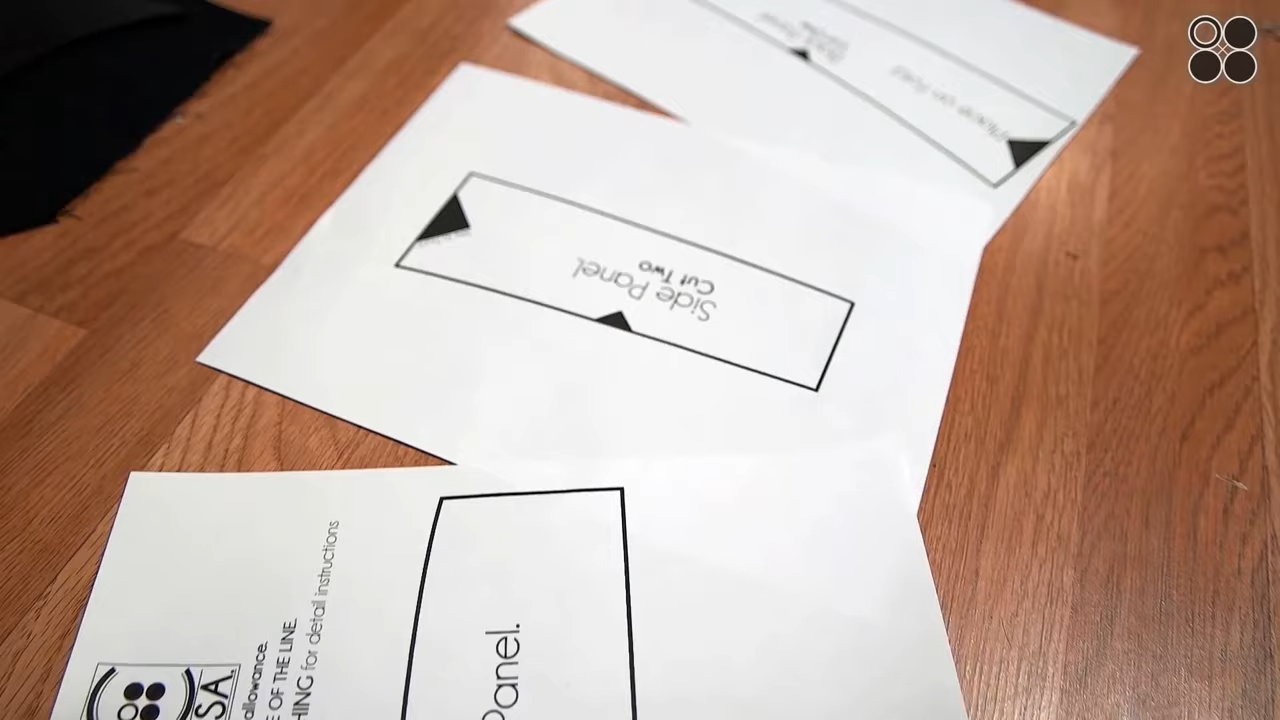 Place on Fold
Side Panel
Cut Two
Panel.
allowance.
E OF THE LINE.
HING for detail instructions
SA.